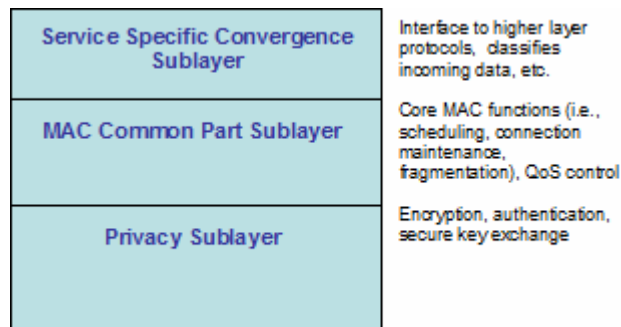 Service Specific Convergence
Sublayer
Interface to higher layer
protocols, classifies
incoming data, etc.
MAC Common Part Sublayer
Core MAC functions (i.e.,
scheduling, connection
maintenance,
fragmentation), QoS control
Privacy Sublayer
Encryption, authentication,
secure key exchange